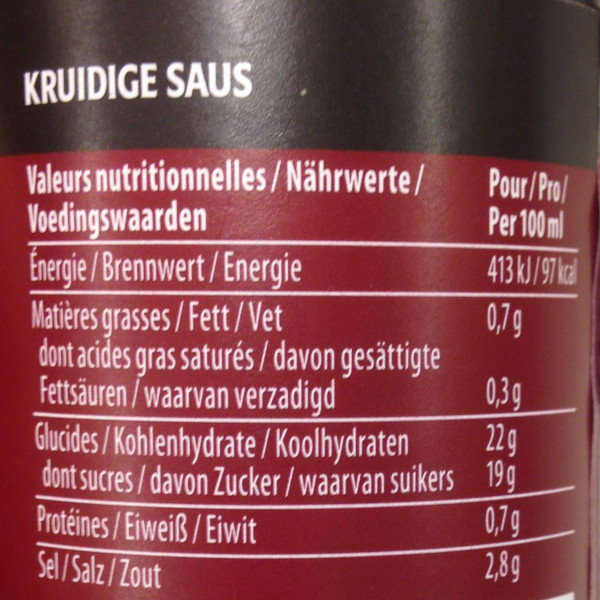 KRUIDIGE SAUS
Valeurs nutritionnelles / Nährwerte / Pour / Pro /
Voedingswaarden Per 100 ml
Énergie / Brennwert / Energie 413 kJ / 97 kcal
Matières grasses / Fett / Vet 0,7 g
dont acides gras saturés / davon gesättigte
Fettsäuren / waarvan verzadigd 0,3 g
Glucides / Kohlenhydrate / Koolhydraten 22 g
dont sucres / davon Zucker / waarvan suikers 19 g
Protéines / Eiweiß / Eiwit 0,7 g
Sel / Salz / Zout 2,8 g